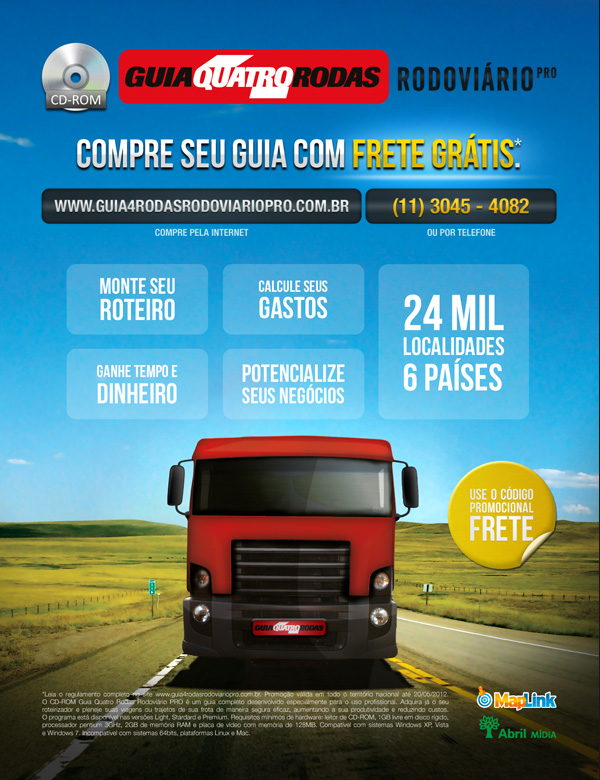 CD-ROM
GUIA QUATRO RODAS RODOVIÁRIO PRO
COMPRE SEU GUIA COM FRETE GRÁTIS.*
WWW.GUIA4RODASRODOVIARIOPRO.COM.BR
(11) 3045 - 4082
COMPRE PELA INTERNET
OU POR TELEFONE
MONTE SEU
ROTEIRO
CALCULE SEUS
GASTOS
24 MIL
LOCALIDADES
6 PAÍSES
GANHE TEMPO E
DINHEIRO
POTENCIALIZE
SEUS NEGÓCIOS
USE O CÓDIGO
PROMOCIONAL
FRETE
GUIA QUATRO RODAS
*Leia o regulamento completo no site www.guia4rodasrodoviariopro.com.br. Promoção válida em todo o território nacional até 20/05/2012.
O CD-ROM Guia Quatro Rodas Rodoviário PRO é um guia completo desenvolvido especialmente para o uso profissional. Adquira já o seu
roteirizador e planeje suas viagens ou trajetos de sua frota de maneira segura eficaz, aumentando a sua produtividade e reduzindo custos.
O programa está disponível nas versões Light, Standard e Premium. Requisitos mínimos de hardware: leitor de CD-ROM, 1GB livre em disco rígido,
processador pentium 3GHz, 2GB de memória RAM e placa de vídeo com memória de 128MB. Compatível com sistemas Windows XP, Vista
e Windows 7. Incompatível com sistemas 64bits, plataformas Linux e Mac.
MapLink
Abril MÍDIA